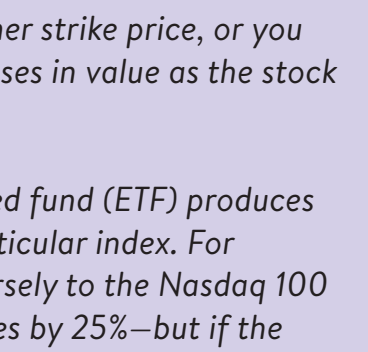 er strike price, or you
ses in value as the stock
ed fund (ETF) produces
ticular index. For
rsely to the Nasdaq 100
es by 25%—but if the